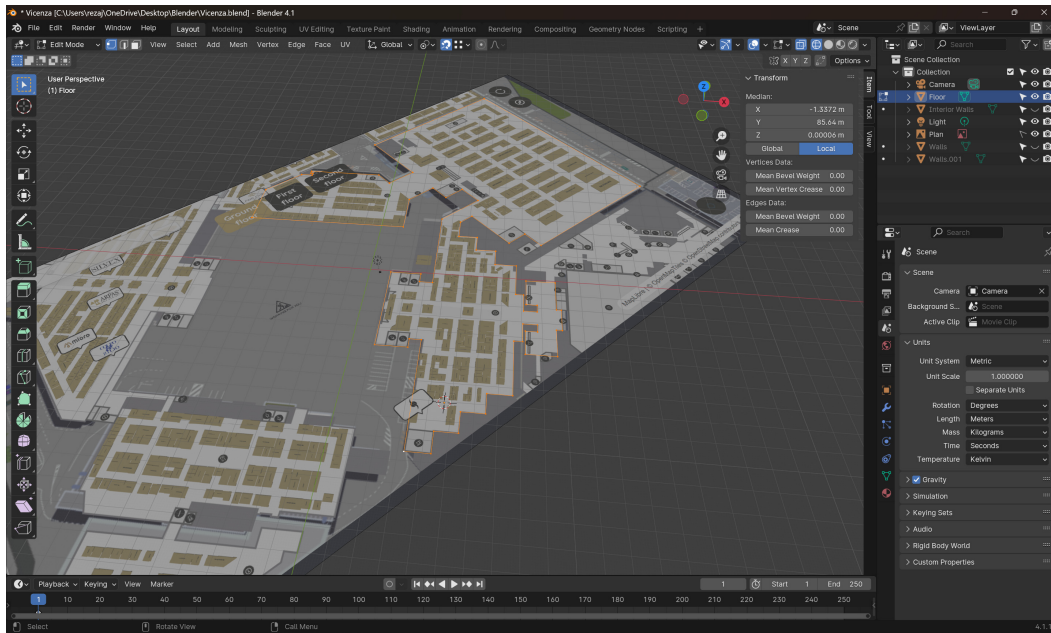 * Vicenza [C:\Users\rezaj\OneDrive\Desktop\Blender\Vicenza.blend] - Blender 4.1
File Edit Render Window Help Layout Modeling Sculpting UV Editing Texture Paint Shading Animation Rendering Compositing Geometry Nodes Scripting + Scene ViewLayer
Edit Mode View Select Add Mesh Vertex Edge Face UV Global Search
X Y Z Options
User Perspective
(1) Floor
Z
X
Second floor
First floor
Ground floor
SILVEX
KARPAS
micro
Transform
Median:
X -1.3372 m
Y 85.64 m
Z 0.00006 m
Global Local
Vertices Data:
Mean Bevel Weight 0.00
Mean Vertex Crease 0.00
Edges Data:
Mean Bevel Weight 0.00
Mean Crease 0.00
Item
Tool
View
Scene Collection
Collection
Camera
Floor
Interior Walls
Light
Plan
Walls
Walls.001
Search
Scene
Scene
Camera Camera
Background S... Scene
Active Clip Movie Clip
Units
Unit System Metric
Unit Scale 1.000000
Separate Units
Rotation Degrees
Length Meters
Mass Kilograms
Time Seconds
Temperature Kelvin
Gravity
Simulation
Keying Sets
Audio
Rigid Body World
Custom Properties
Playback Keying View Marker 1 Start 1 End 250
1 10 20 30 40 50 60 70 80 90 100 110 120 130 140 150 160 170 180 190 200 210 220 230 240 250
Select Rotate View Call Menu 4.1.1